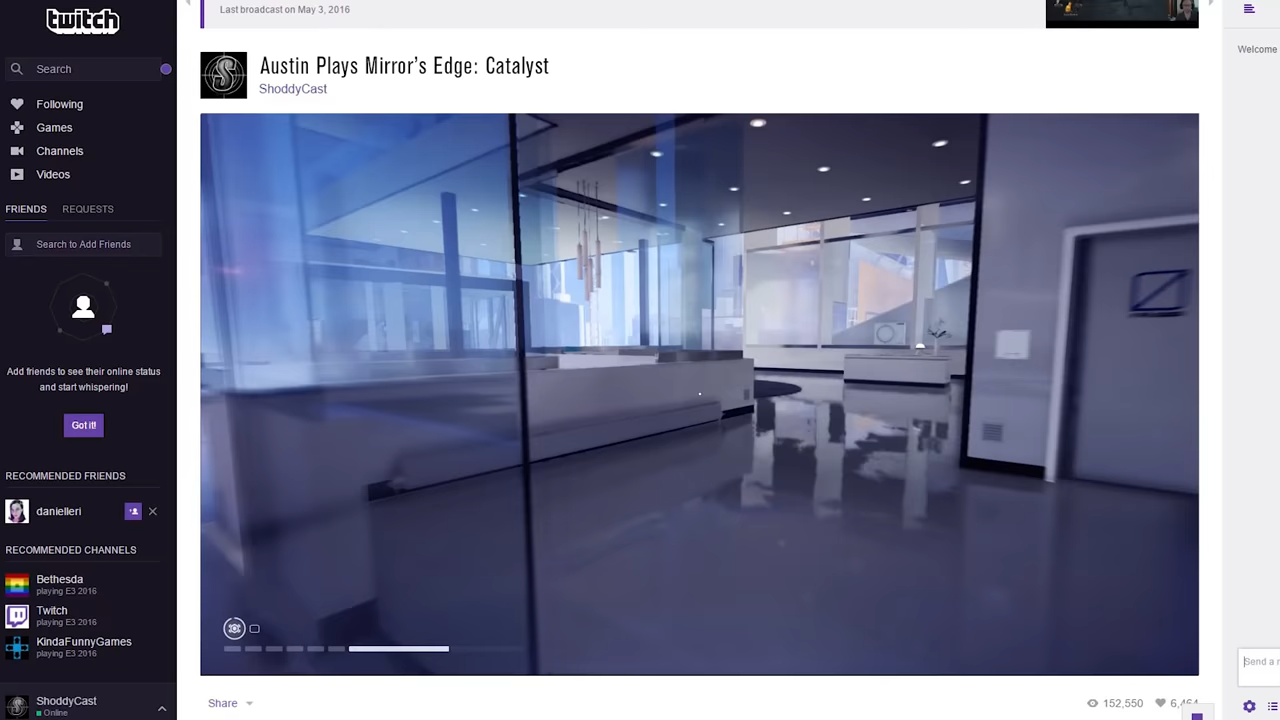 twitch
Last broadcast on May 3, 2016
Search
Following
Games
Channels
Videos
FRIENDS REQUESTS
Search to Add Friends
Add friends to see their online status
and start whispering!
Got it!
RECOMMENDED FRIENDS
danielleri
RECOMMENDED CHANNELS
Bethesda
playing E3 2016
Twitch
playing E3 2016
KindaFunnyGames
playing E3 2016
ShoddyCast
Online
Austin Plays Mirror's Edge: Catalyst
ShoddyCast
Share
152,550
Welcome
Send a